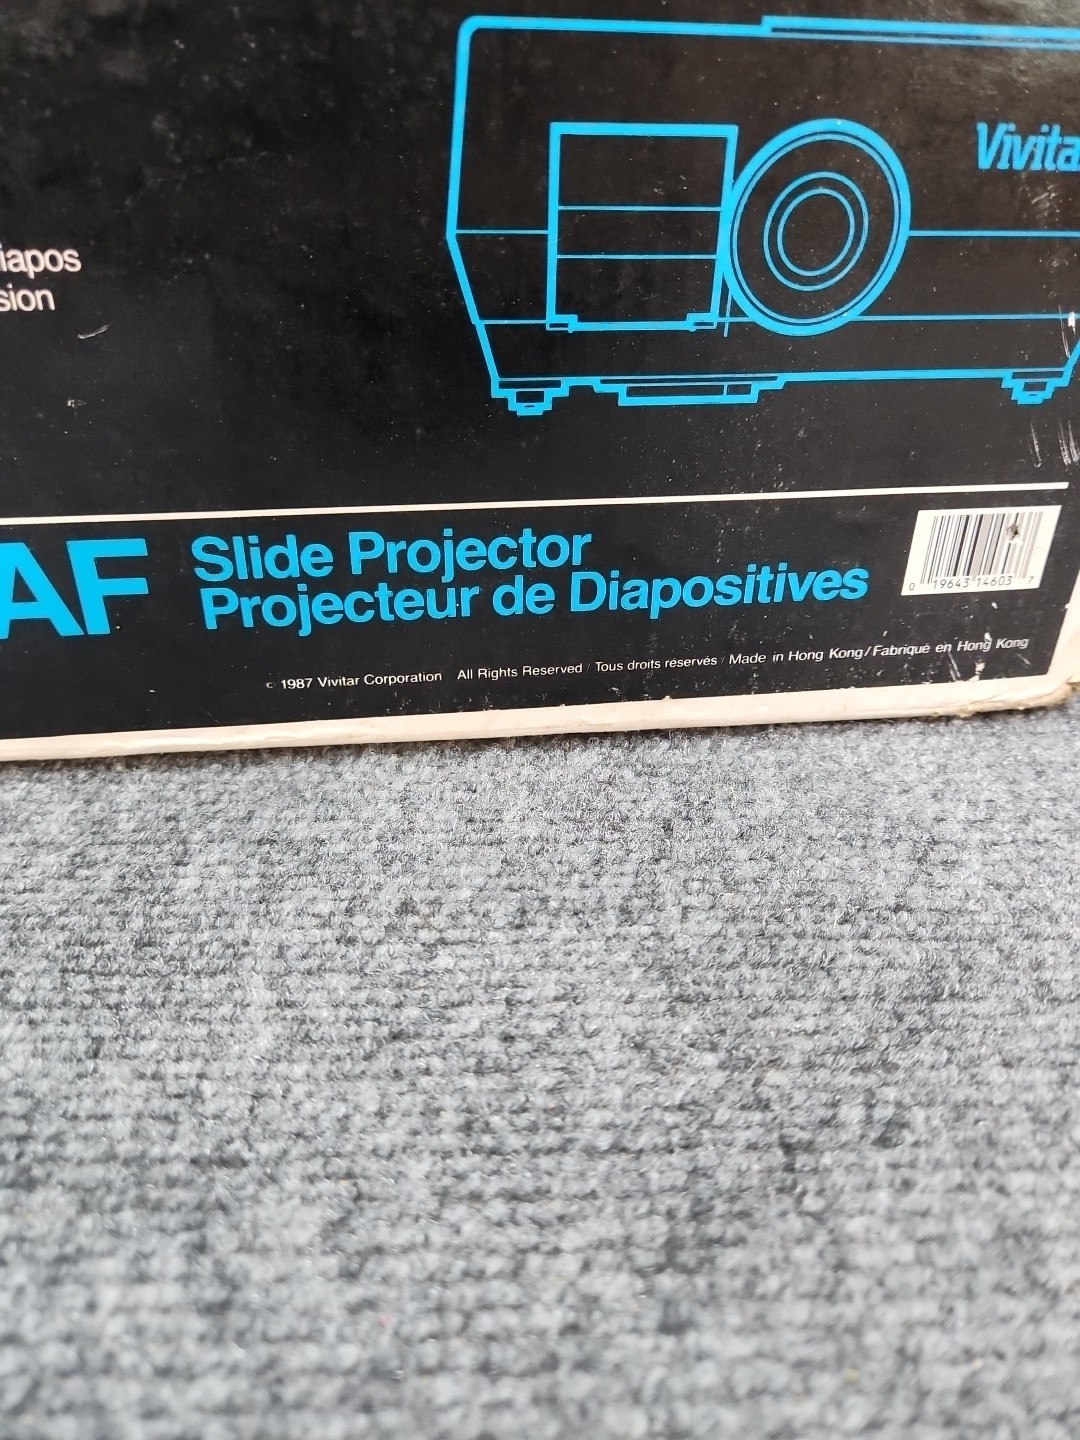 Vivita
iapos
sion
AF Slide Projector
Projecteur de Diapositives
0 19643 14603 7
c 1987 Vivitar Corporation All Rights Reserved / Tous droits réservés / Made in Hong Kong/Fabriqué en Hong Kong